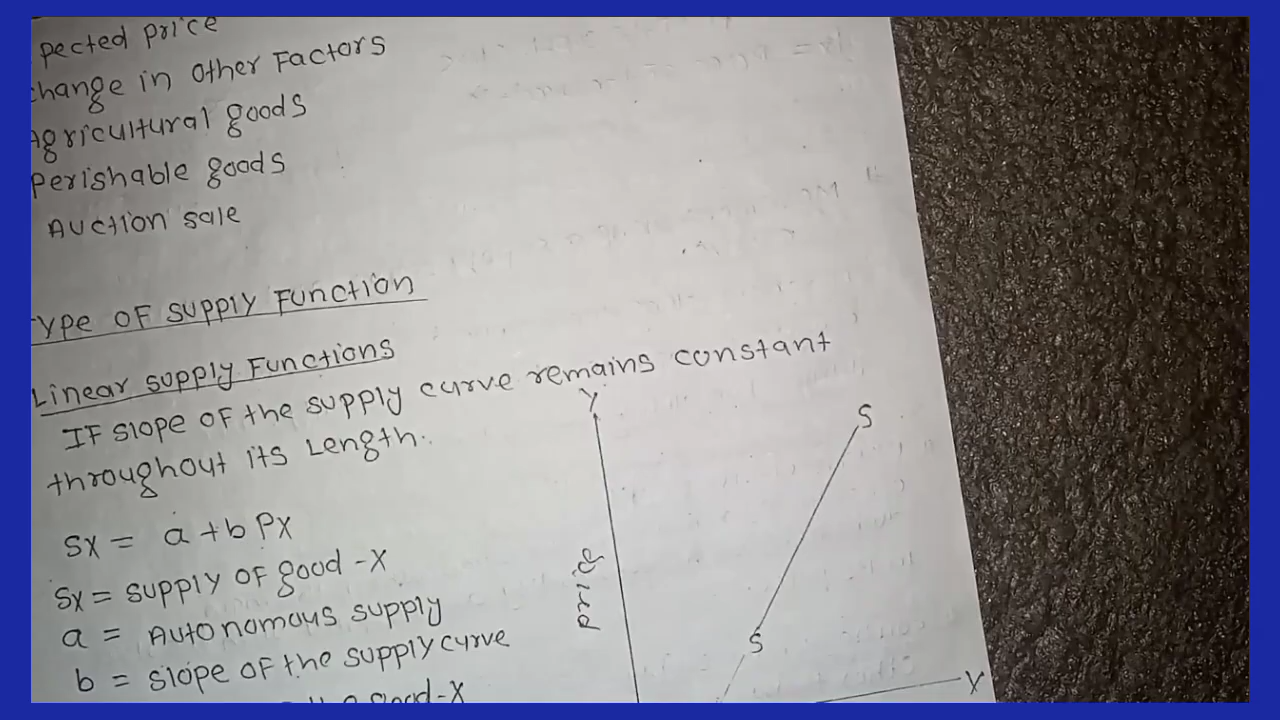 pected price
change in other Factors
Agricultural goods
Perishable goods
Auction sale
Type OF Supply Function
Linear supply Functions
IF slope OF the supply curve remains constant
throughout its Length.
Sx = a + b Px
Sx = supply OF good -X
a = Autonomous supply
b = slope OF the supply curve
good-X
Y
Price
S
S
X